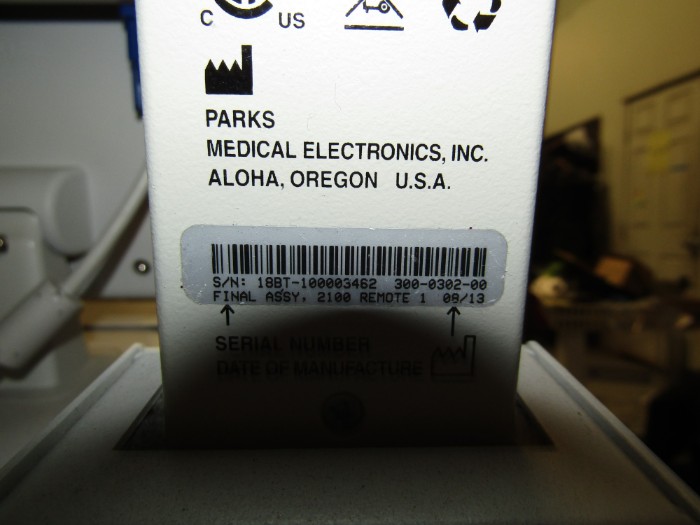 C US
PARKS
MEDICAL ELECTRONICS, INC.
ALOHA, OREGON U.S.A.
S/N: 18BT-100003462 300-0302-00
FINAL ASSY, 2100 REMOTE 1 08/13
SERIAL NUMBER
DATE OF MANUFACTURE